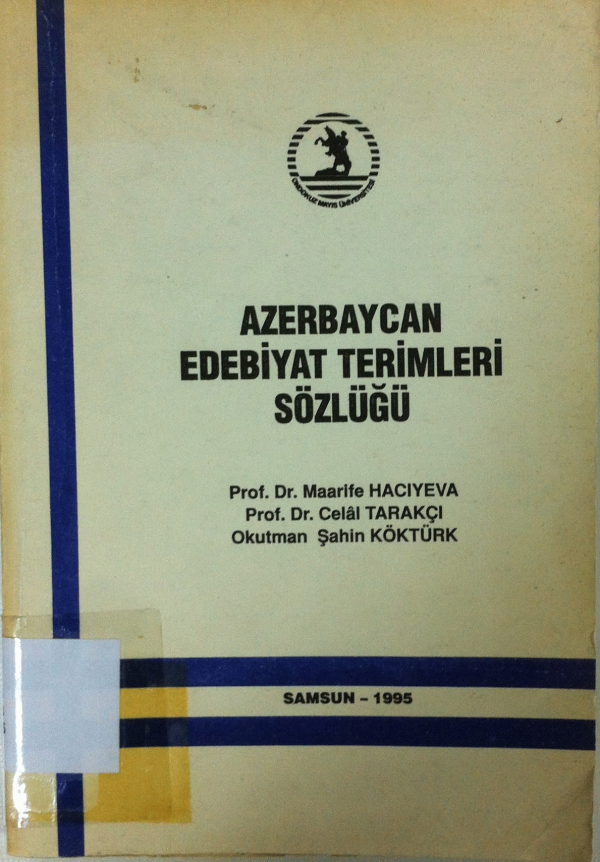 ONDOKUZ MAYIS ÜNİVERSİTESİ
AZERBAYCAN
EDEBİYAT TERİMLERİ
SÖZLÜĞÜ
Prof. Dr. Maarife HACIYEVA
Prof. Dr. Celâl TARAKÇI
Okutman Şahin KÖKTÜRK
SAMSUN – 1995